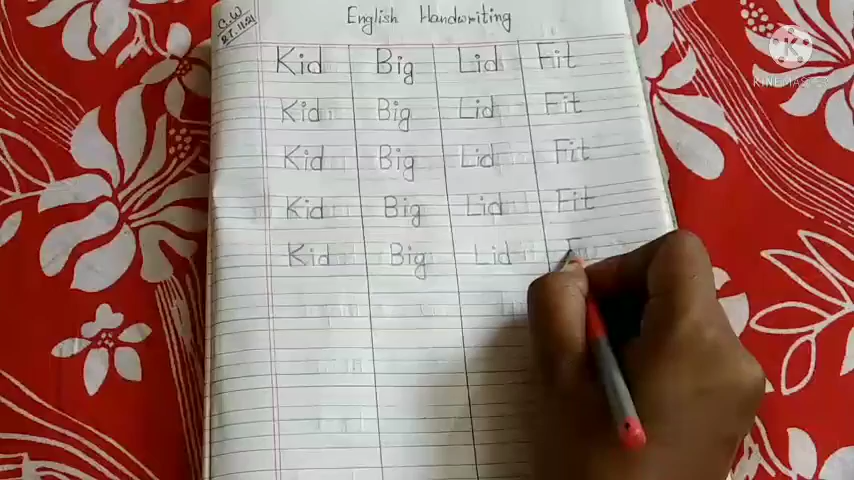 C.W
English Handwriting
KINEMASTER
Kid Big Lid Fit
Kid Big Lid Fit
Kid Big Lid Fit
Kid Big Lid Fit
Kid Big Lid F